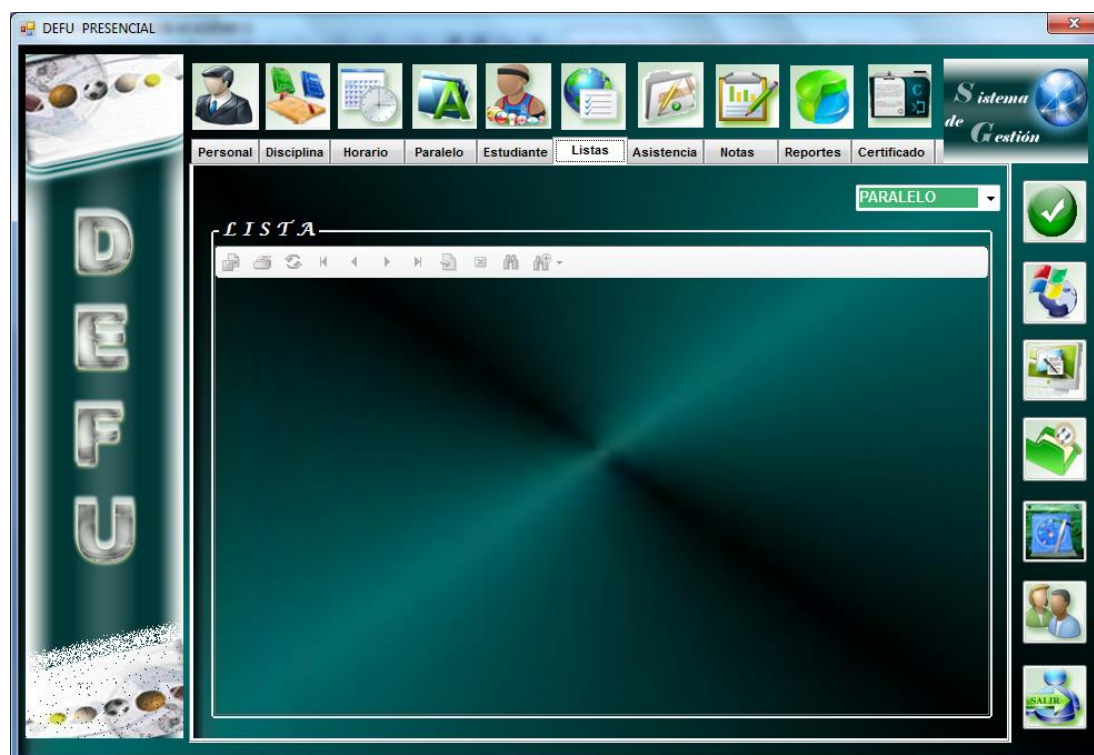 DEFU PRESENCIAL
Sistema
de
Gestión
Personal Disciplina Horario Paralelo Estudiante Listas Asistencia Notas Reportes Certificado
PARALELO
LISTA
D
E
F
U
SALIR